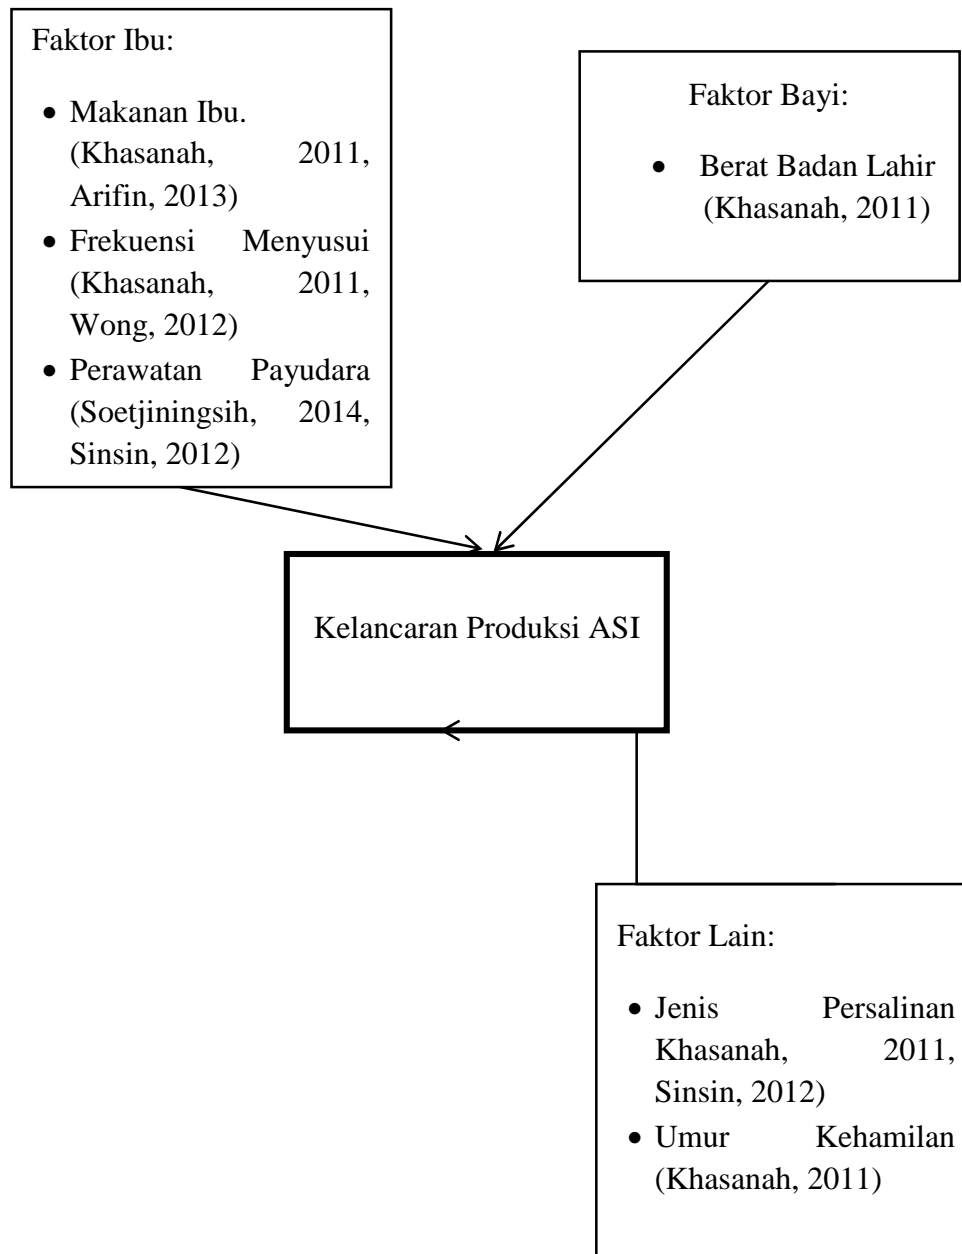 Faktor Ibu:
• Makanan Ibu.
(Khasanah, 2011,
Arifin, 2013)
• Frekuensi Menyusui
(Khasanah, 2011,
Wong, 2012)
• Perawatan Payudara
(Soetjiningsih, 2014,
Sinsin, 2012)
Faktor Bayi:
• Berat Badan Lahir
(Khasanah, 2011)
Kelancaran Produksi ASI
Faktor Lain:
• Jenis Persalinan
Khasanah, 2011,
Sinsin, 2012)
• Umur Kehamilan
(Khasanah, 2011)